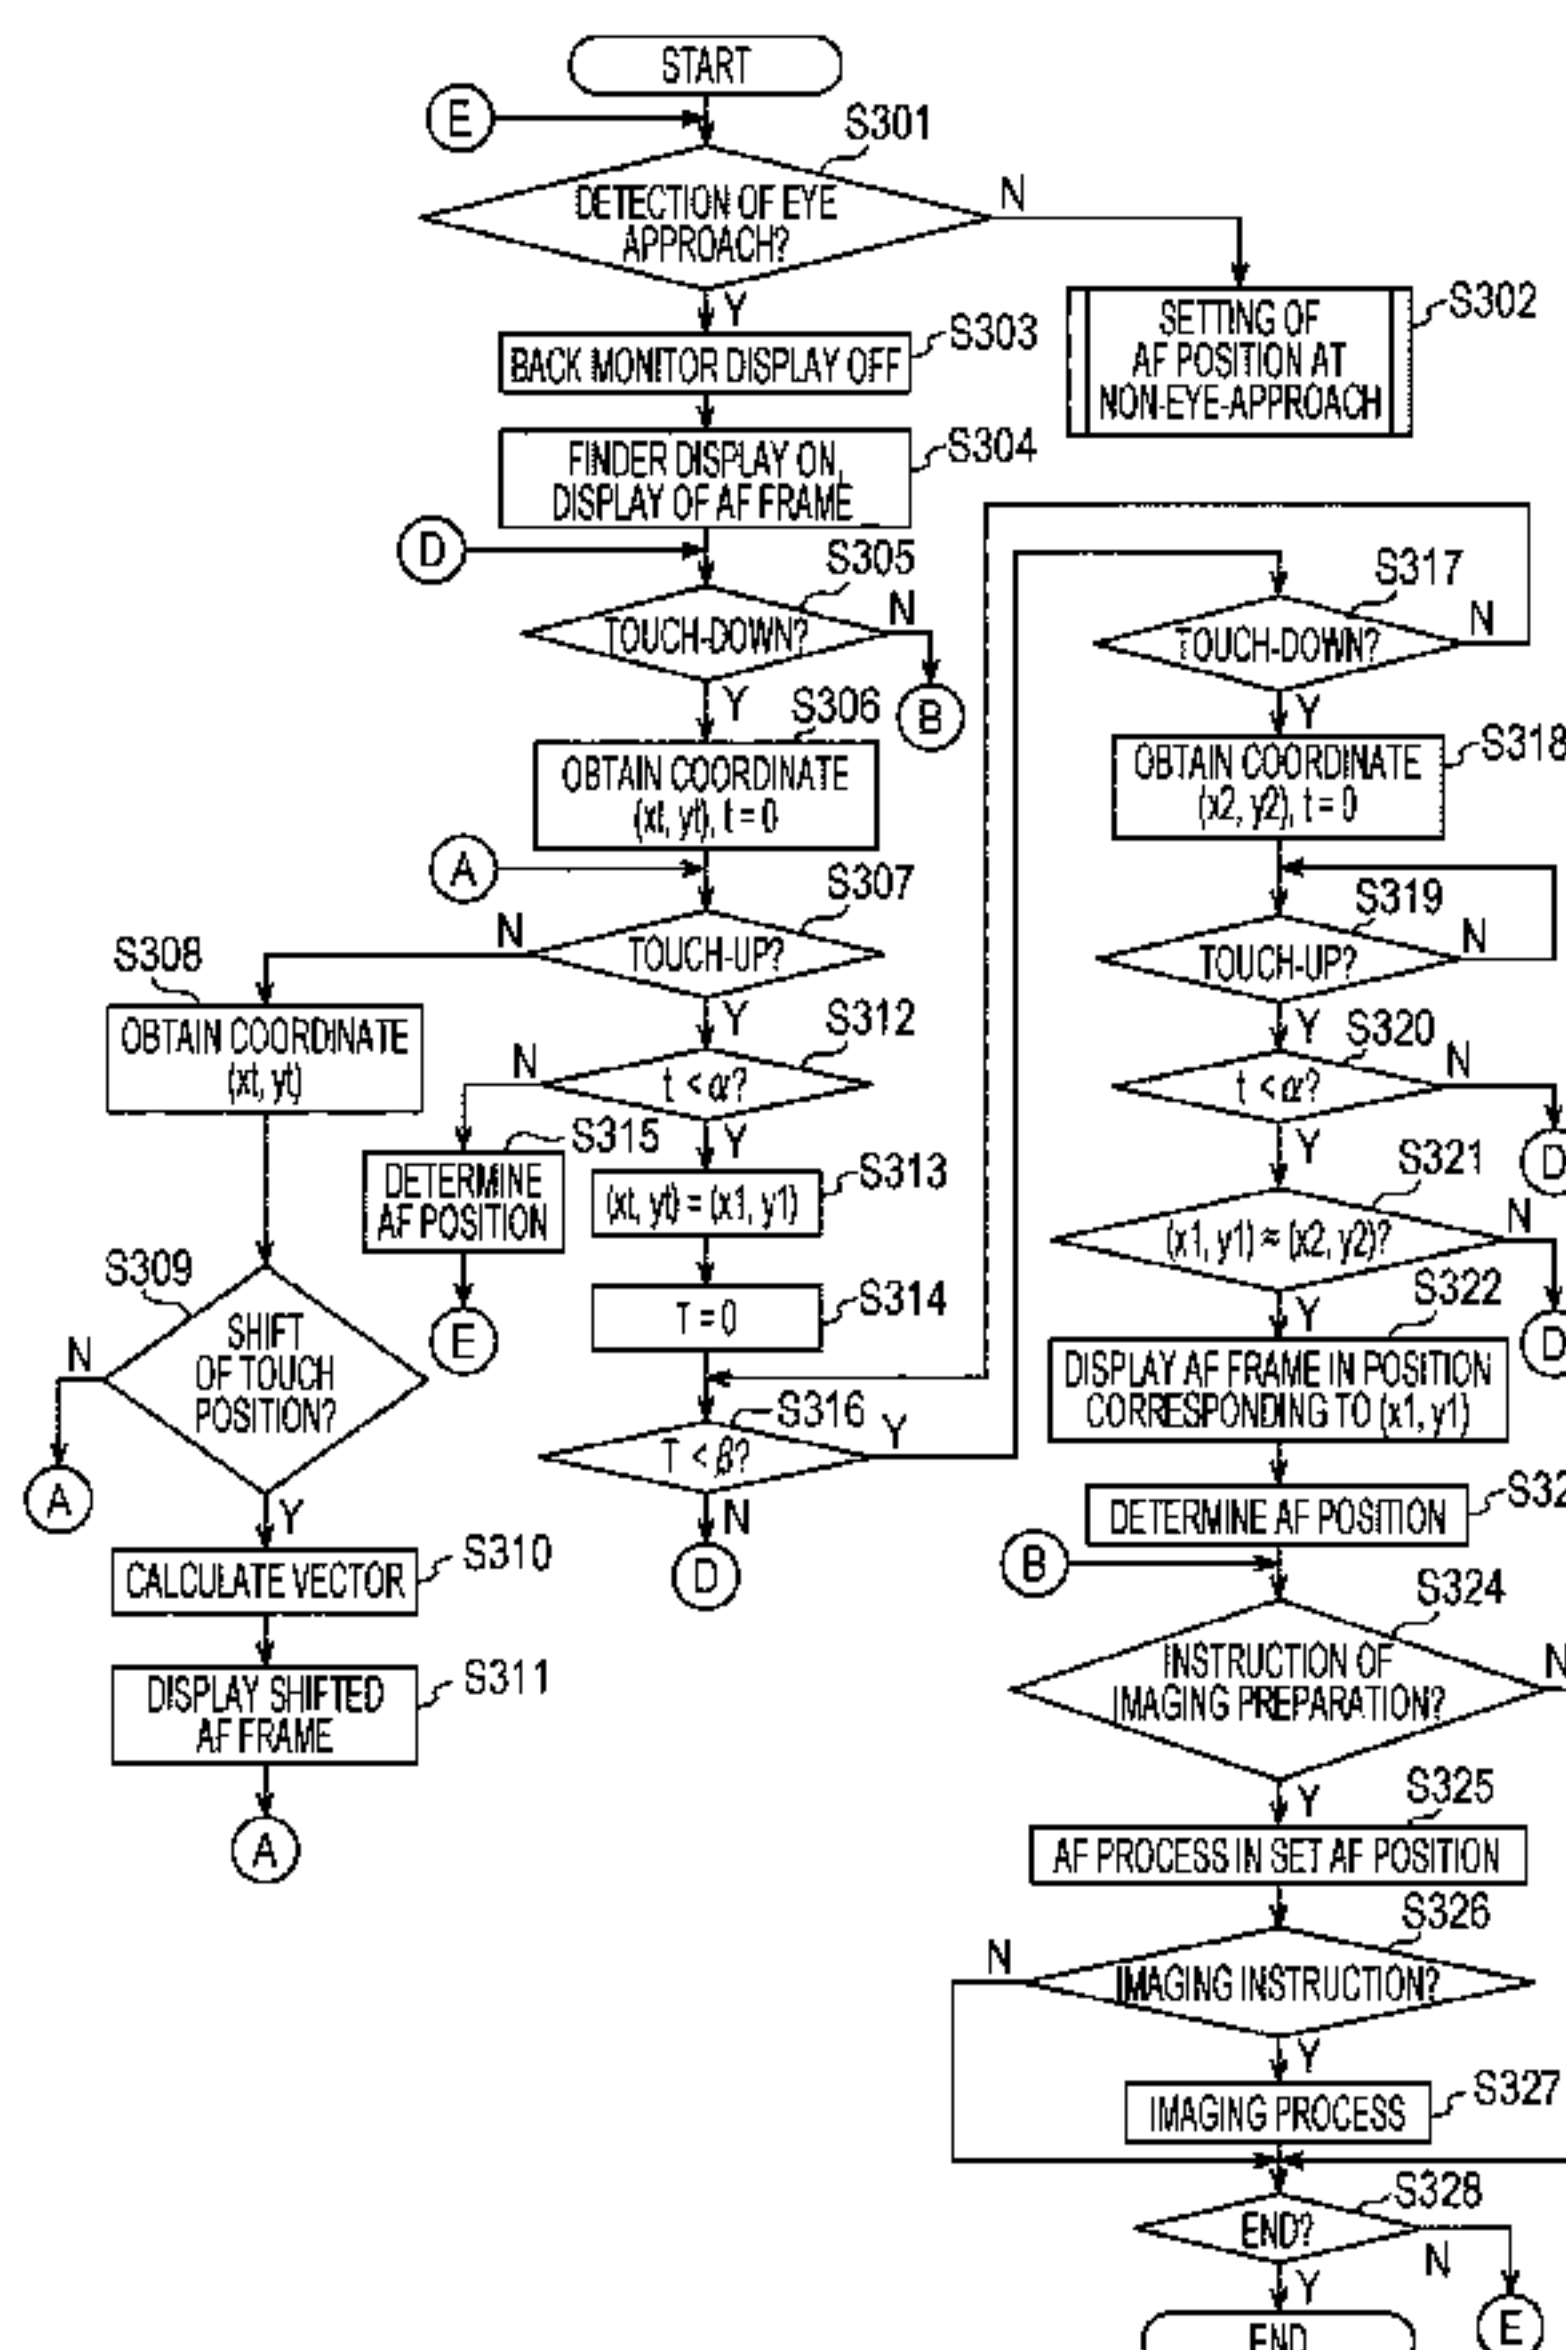 START
E
S301
DETECTION OF EYE
APPROACH?
N
Y
S302
SETTING OF
AF POSITION AT
NON-EYE-APPROACH
S303
BACK MONITOR DISPLAY OFF
S304
FINDER DISPLAY ON,
DISPLAY OF AF FRAME
D
S305
TOUCH-DOWN?
N
B
Y
S306
OBTAIN COORDINATE
(xt, yt), t = 0
A
S307
TOUCH-UP?
N
Y
S308
OBTAIN COORDINATE
(xt, yt)
S309
SHIFT
OF TOUCH
POSITION?
N
A
Y
S310
CALCULATE VECTOR
S311
DISPLAY SHIFTED
AF FRAME
A
S312
t < α?
N
Y
S315
DETERMINE
AF POSITION
E
S313
(xt, yt) = (x1, y1)
S314
T = 0
S316
T < β?
Y
N
D
S317
TOUCH-DOWN?
N
Y
S318
OBTAIN COORDINATE
(x2, y2), t = 0
S319
TOUCH-UP?
N
Y
S320
t < α?
N
D
Y
S321
(x1, y1) ≈ (x2, y2)?
N
D
Y
S322
DISPLAY AF FRAME IN POSITION
CORRESPONDING TO (x1, y1)
DETERMINE AF POSITION
B
S324
INSTRUCTION OF
IMAGING PREPARATION?
N
Y
S325
AF PROCESS IN SET AF POSITION
S326
IMAGING INSTRUCTION?
N
Y
S327
IMAGING PROCESS
S328
END?
N
E
Y
END